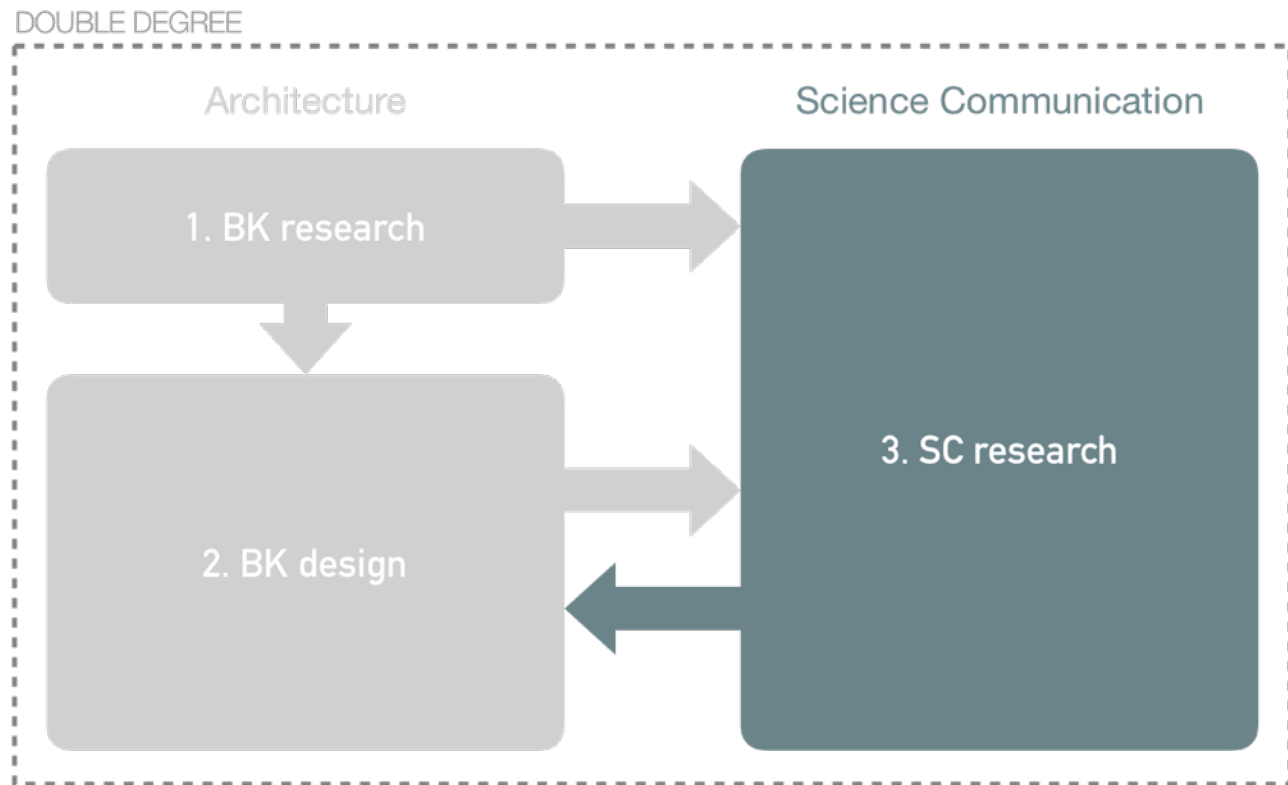 DOUBLE DEGREE
Architecture
Science Communication
1. BK research
2. BK design
3. SC research